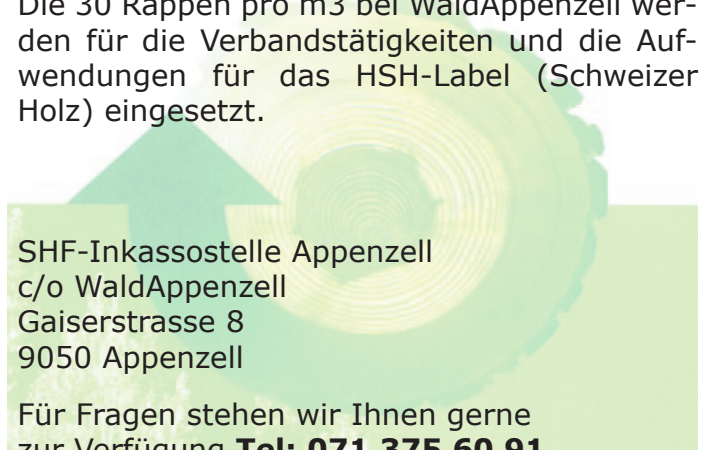 Die 30 Rappen pro m3 bei WaldAppenzell wer-
den für die Verbandstätigkeiten und die Auf-
wendungen für das HSH-Label (Schweizer
Holz) eingesetzt.
SHF-Inkassostelle Appenzell
c/o WaldAppenzell
Gaiserstrasse 8
9050 Appenzell
Für Fragen stehen wir Ihnen gerne
zur Verfügung Tel: 071 375 60 91